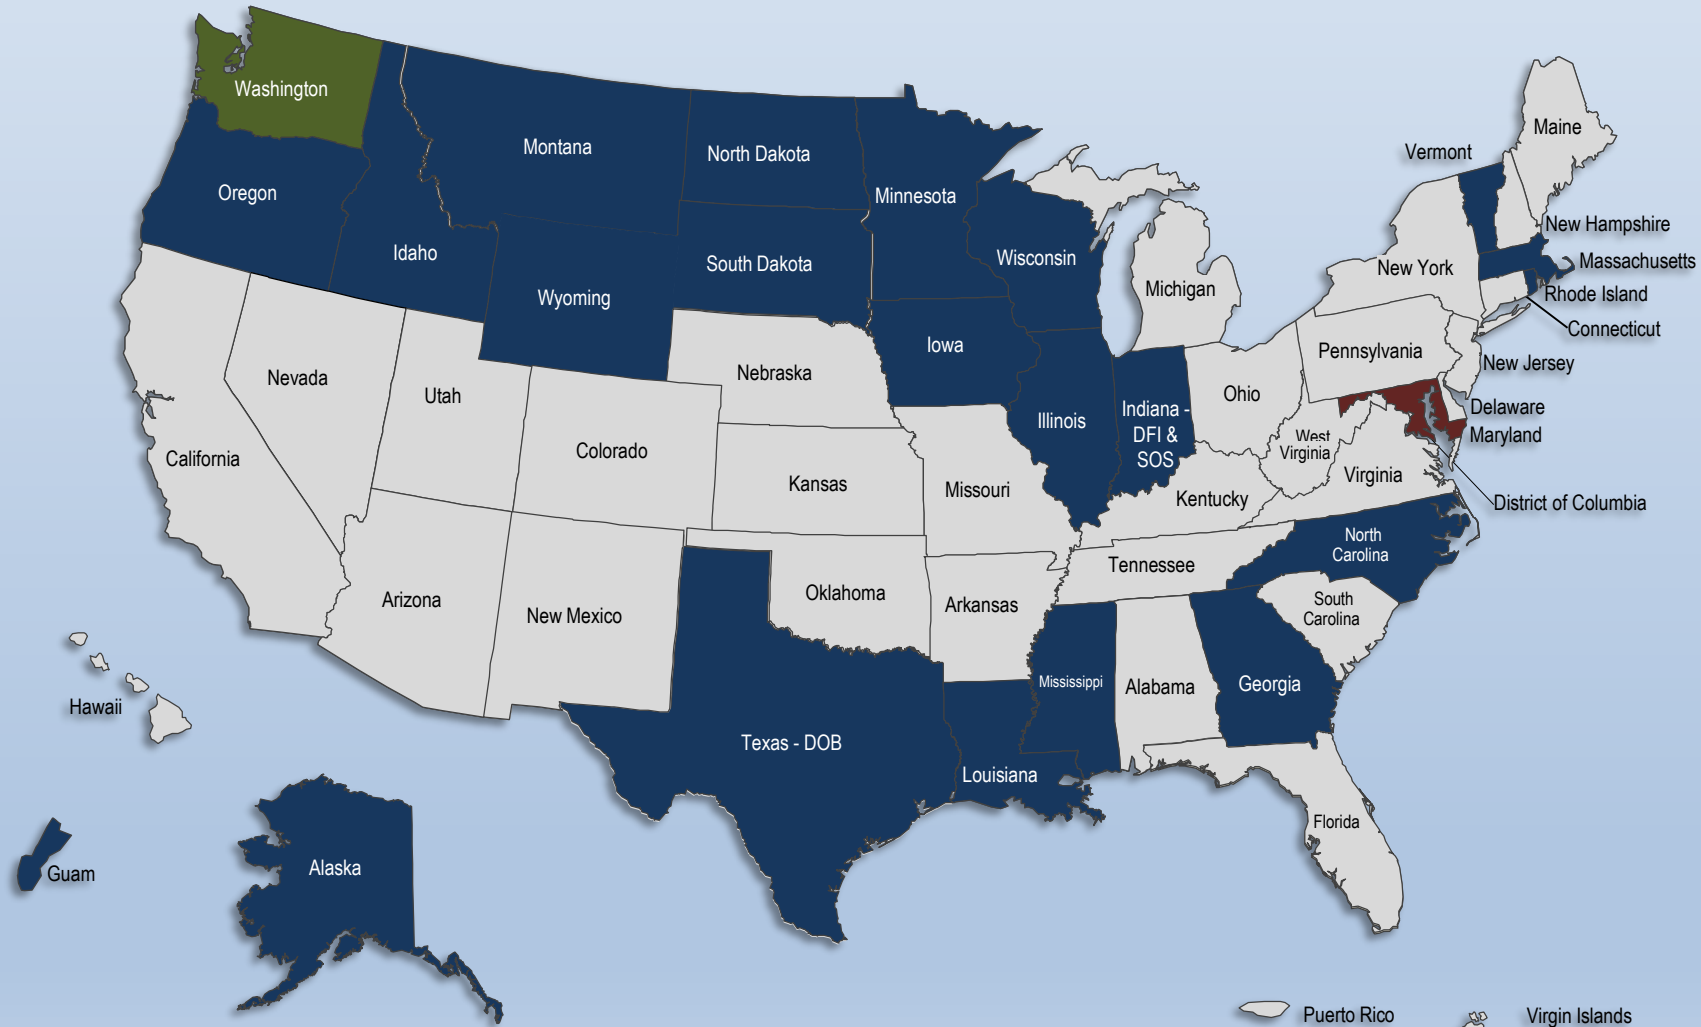 Washington
Oregon
Idaho
Montana
Wyoming
North Dakota
South Dakota
Minnesota
Wisconsin
Iowa
Illinois
Indiana -
DFI &
SOS
Michigan
Ohio
Pennsylvania
New York
Vermont
Maine
New Hampshire
Massachusetts
Rhode Island
Connecticut
New Jersey
Delaware
Maryland
District of Columbia
West
Virginia
Virginia
Kentucky
North
Carolina
South
Carolina
Tennessee
Georgia
Florida
Alabama
Mississippi
Louisiana
Arkansas
Missouri
Nebraska
Kansas
Oklahoma
Texas - DOB
New Mexico
Colorado
Utah
Arizona
Nevada
California
Hawaii
Guam
Alaska
Puerto Rico
Virgin Islands